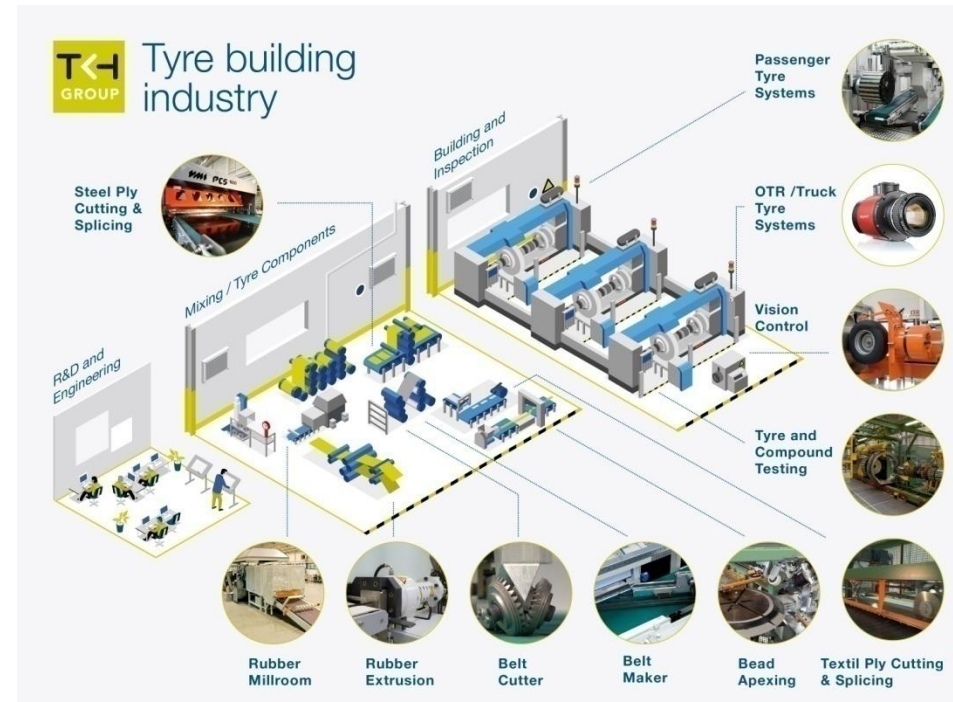 TKH
GROUP
Tyre building
industry
Passenger
Tyre
Systems
Building and
Inspection
Steel Ply
Cutting &
Splicing
OTR /Truck
Tyre
Systems
Mixing / Tyre Components
Vision
Control
R&D and
Engineering
Tyre and
Compound
Testing
Rubber
Millroom
Rubber
Extrusion
Belt
Cutter
Belt
Maker
Bead
Apexing
Textil Ply Cutting
& Splicing